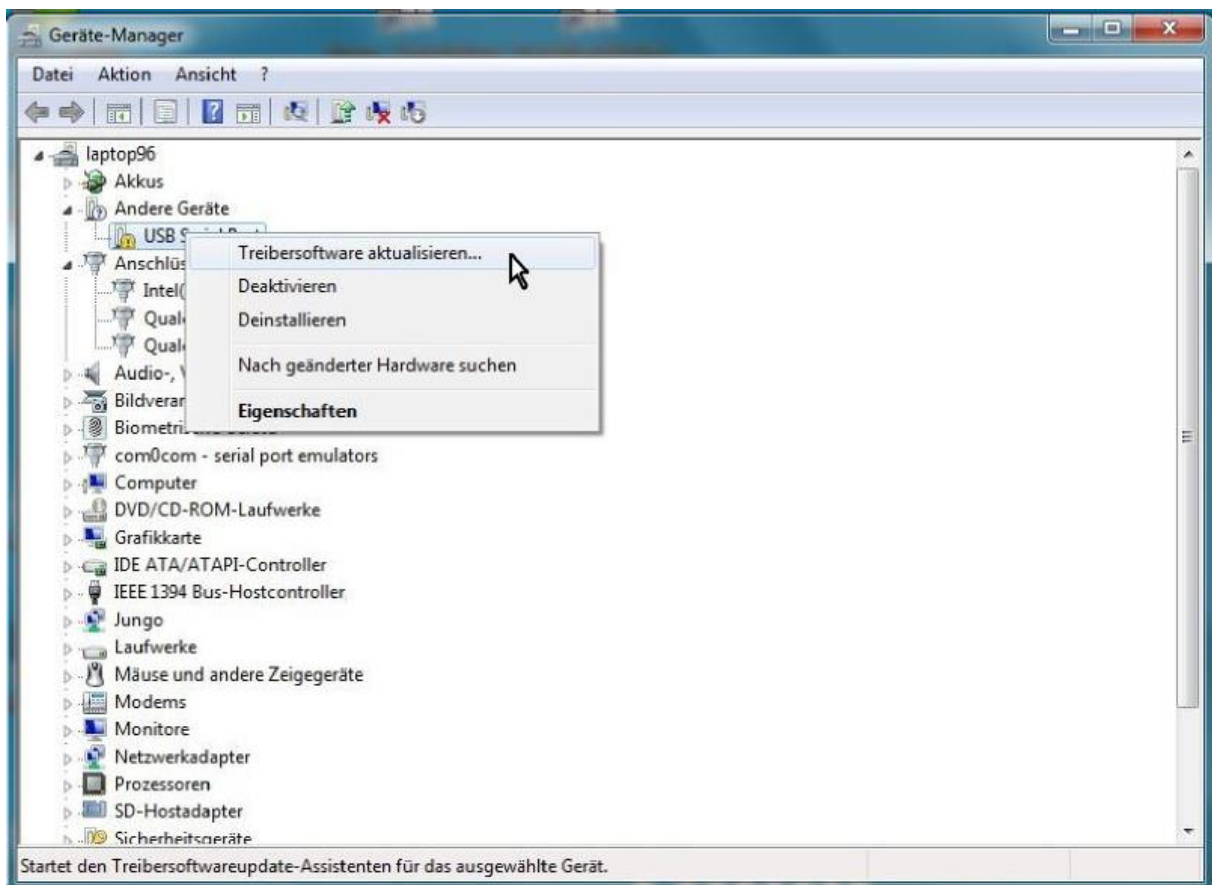 Geräte-Manager
Datei Aktion Ansicht ?
laptop96
Akkus
Andere Geräte
USB
Treibersoftware aktualisieren...
Deaktivieren
Deinstallieren
Nach geänderter Hardware suchen
Eigenschaften
Intel(
Audio-,
com0com - serial port emulators
Computer
DVD/CD-ROM-Laufwerke
Grafikkarte
IDE ATA/ATAPI-Controller
IEEE 1394 Bus-Hostcontroller
Jungo
Laufwerke
Mäuse und andere Zeigegeräte
Modems
Monitore
Netzwerkadapter
Prozessoren
SD-Hostadapter
Sicherheitsgeräte
Startet den Treibersoftwareupdate-Assistenten für das ausgewählte Gerät.